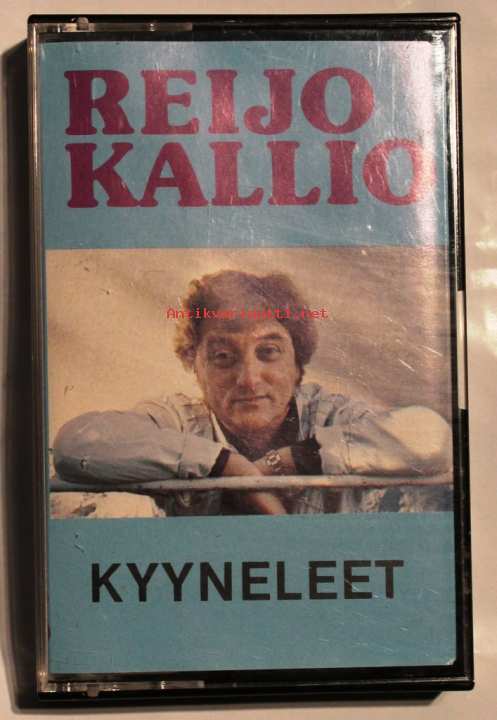 REIJO
KALLIO
Antikvariaatti.net
KYYNELEET